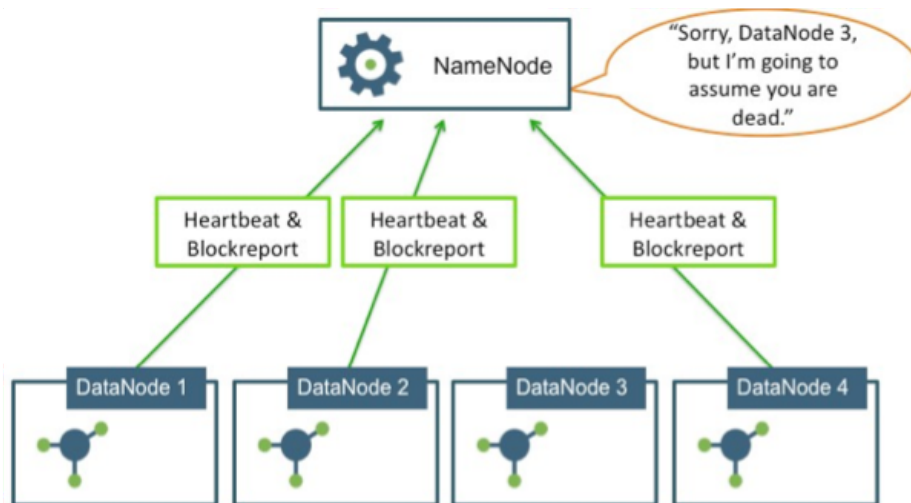 NameNode
“Sorry, DataNode 3,
but I’m going to
assume you are
dead.”
Heartbeat &
Blockreport
Heartbeat &
Blockreport
Heartbeat &
Blockreport
DataNode 1
DataNode 2
DataNode 3
DataNode 4